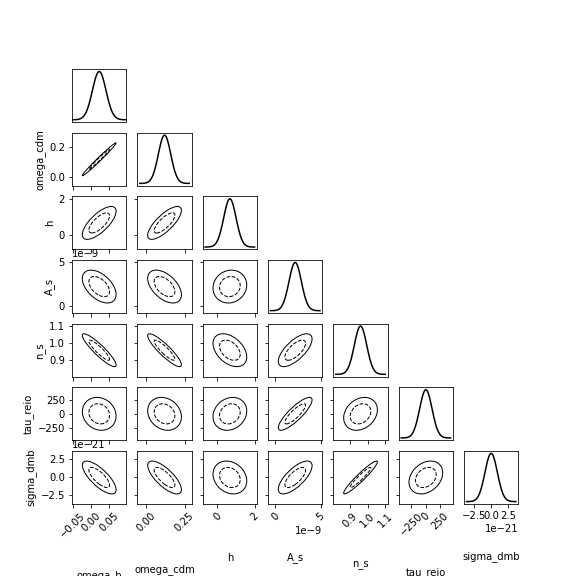 omega_cdm
0.2
0.0
h
2
0
1e-9
A_s
5
0
n_s
1.1
1.0
0.9
tau_reio
250
0
−250
1e-21
sigma_dmb
2.5
0.0
−2.5
−0.05 0.00 0.05
0.00 0.25
0 2
0 5
1e-9
0.9 1.0 1.1
−250 0 250
−2.5 0.0 2.5
1e-21
omega_b
omega_cdm
h
A_s
n_s
tau_reio
sigma_dmb